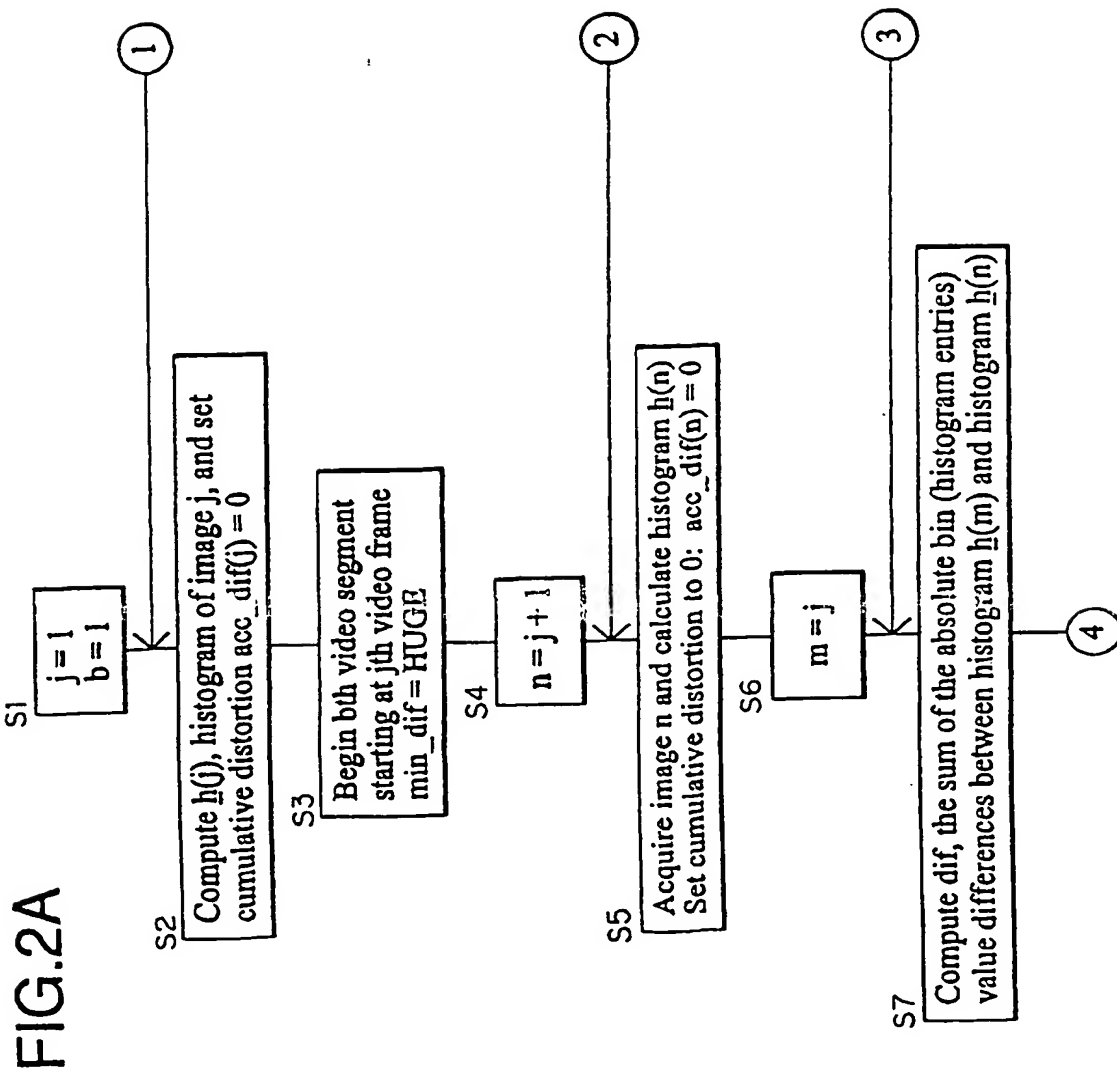 FIG.2A
S1
j = 1
b = 1
1
S2
Compute h(j), histogram of image j, and set
cumulative distortion acc_dif(j) = 0
S3
Begin bth video segment
starting at jth video frame
min_dif = HUGE
S4
n = j + 1
2
S5
Acquire image n and calculate histogram h(n)
Set cumulative distortion to 0: acc_dif(n) = 0
S6
m = j
3
S7
Compute dif, the sum of the absolute bin (histogram entries)
value differences between histogram h(m) and histogram h(n)
4